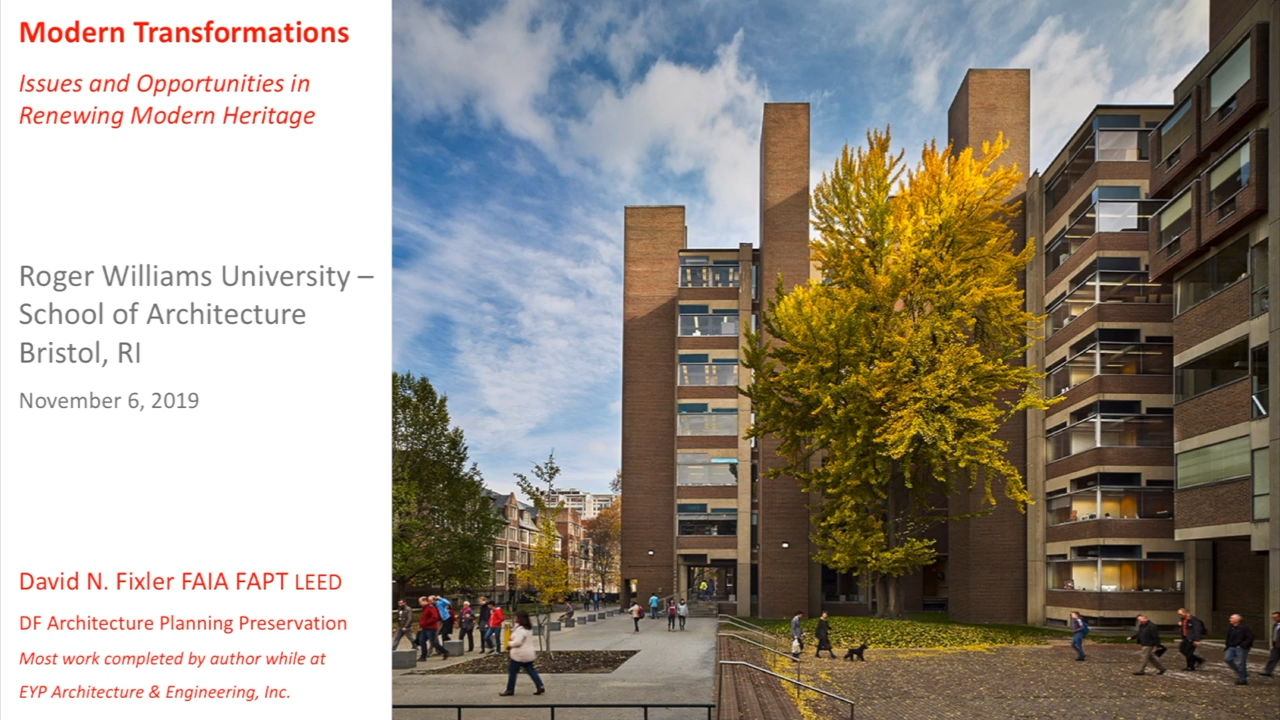 Modern Transformations
Issues and Opportunities in
Renewing Modern Heritage
Roger Williams University –
School of Architecture
Bristol, RI
November 6, 2019
David N. Fixler FAIA FAPT LEED
DF Architecture Planning Preservation
Most work completed by author while at
EYP Architecture & Engineering, Inc.